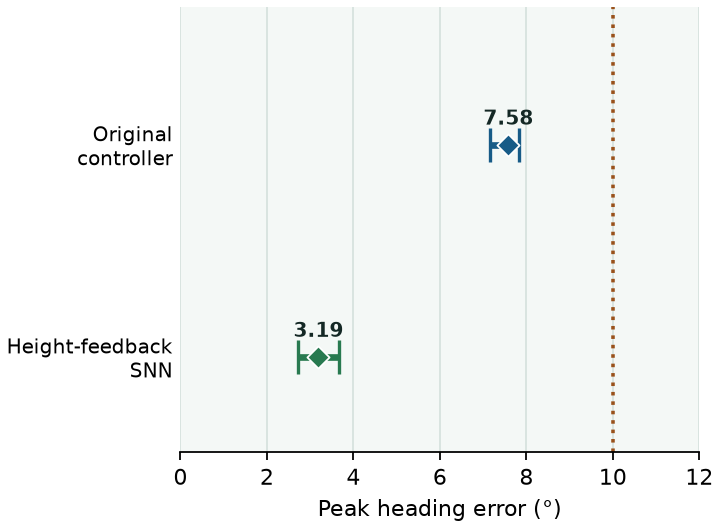 7.58
Original
controller
3.19
Height-feedback
SNN
0 2 4 6 8 10 12
Peak heading error (°)